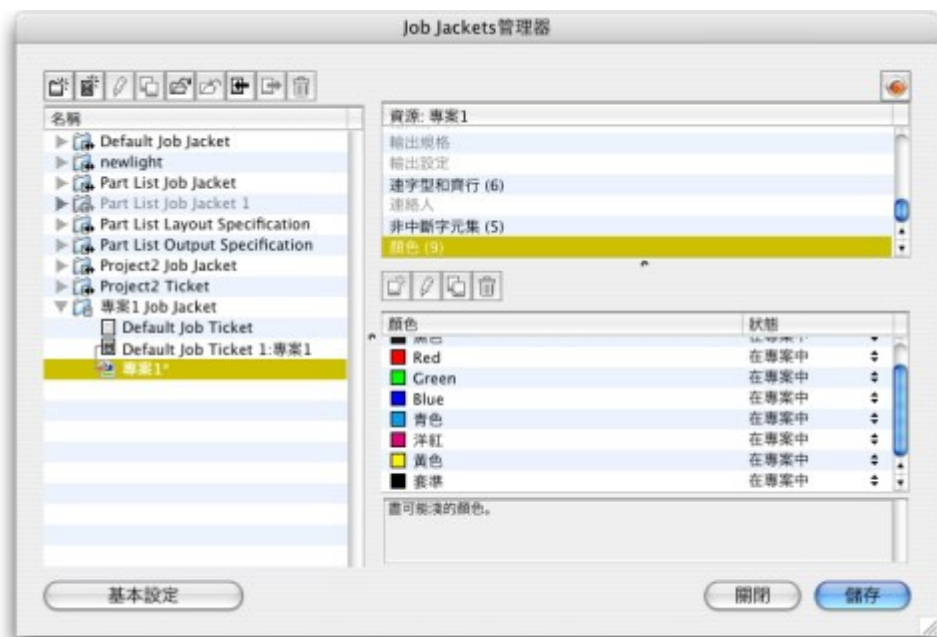 Job Jackets管理器
名稱
Default Job Jacket
newlight
Part List Job Jacket
Part List Job Jacket 1
Part List Layout Specification
Part List Output Specification
Project2 Job Jacket
Project2 Ticket
專案1 Job Jacket
Default Job Ticket
Default Job Ticket 1:專案1
專案1*
資源: 專案1
輸出規格
輸出設定
連字型和齊行 (6)
連絡人
非中斷字元集 (5)
顏色 (9)
顏色 狀態
黑色 在專案中
Red 在專案中
Green 在專案中
Blue 在專案中
青色 在專案中
洋紅 在專案中
黃色 在專案中
套準 在專案中
盡可能淺的顏色。
基本設定
關閉 儲存